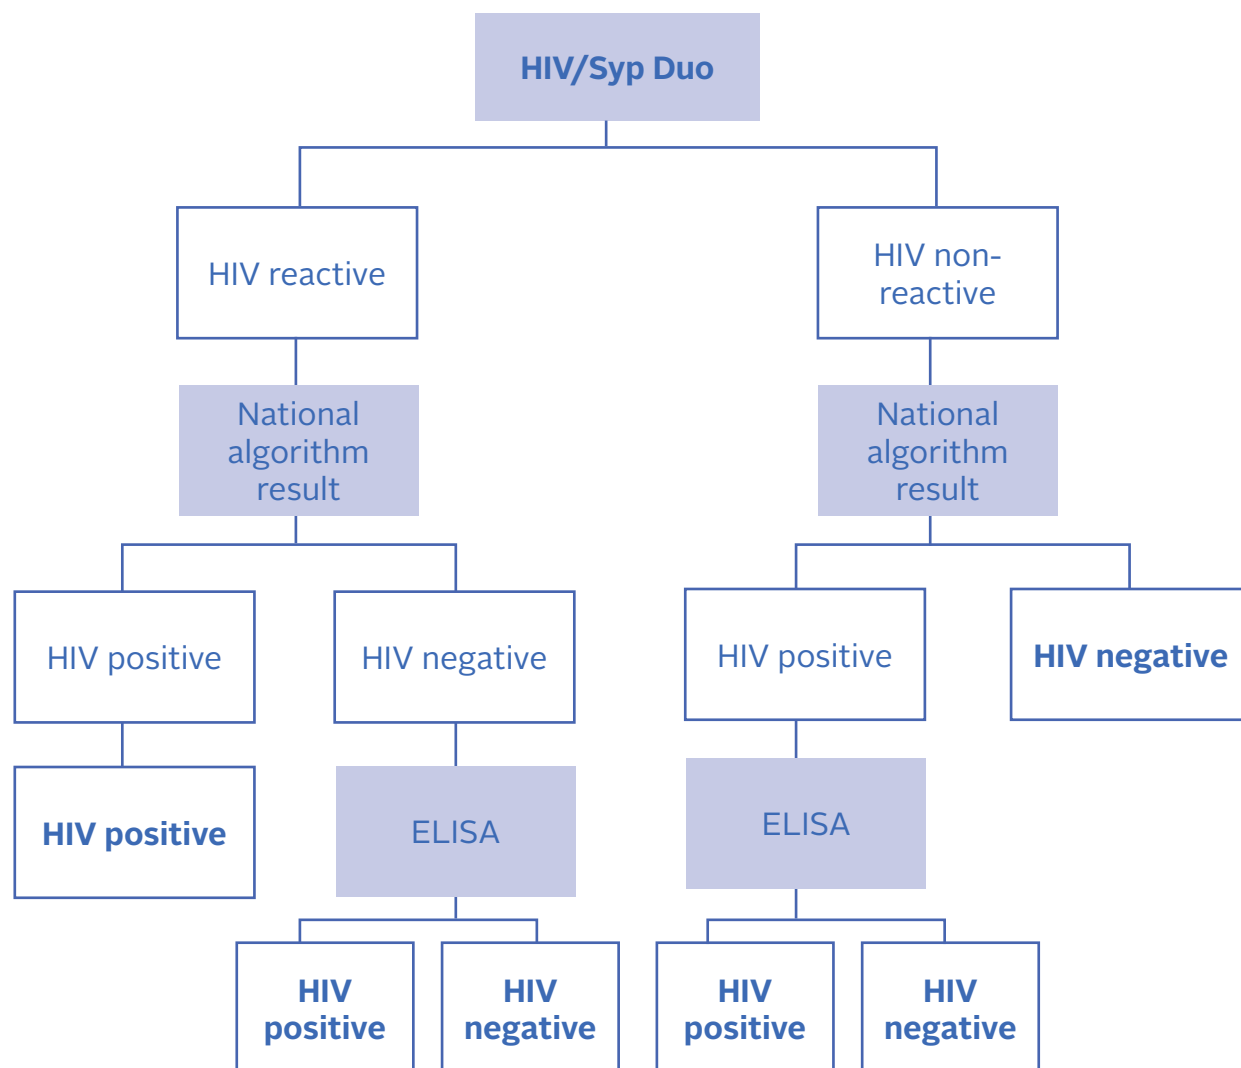 HIV/Syp Duo
HIV reactive
HIV non-
reactive
National
algorithm
result
National
algorithm
result
HIV positive
HIV negative
HIV positive
HIV negative
HIV positive
ELISA
ELISA
HIV
positive
HIV
negative
HIV
positive
HIV
negative